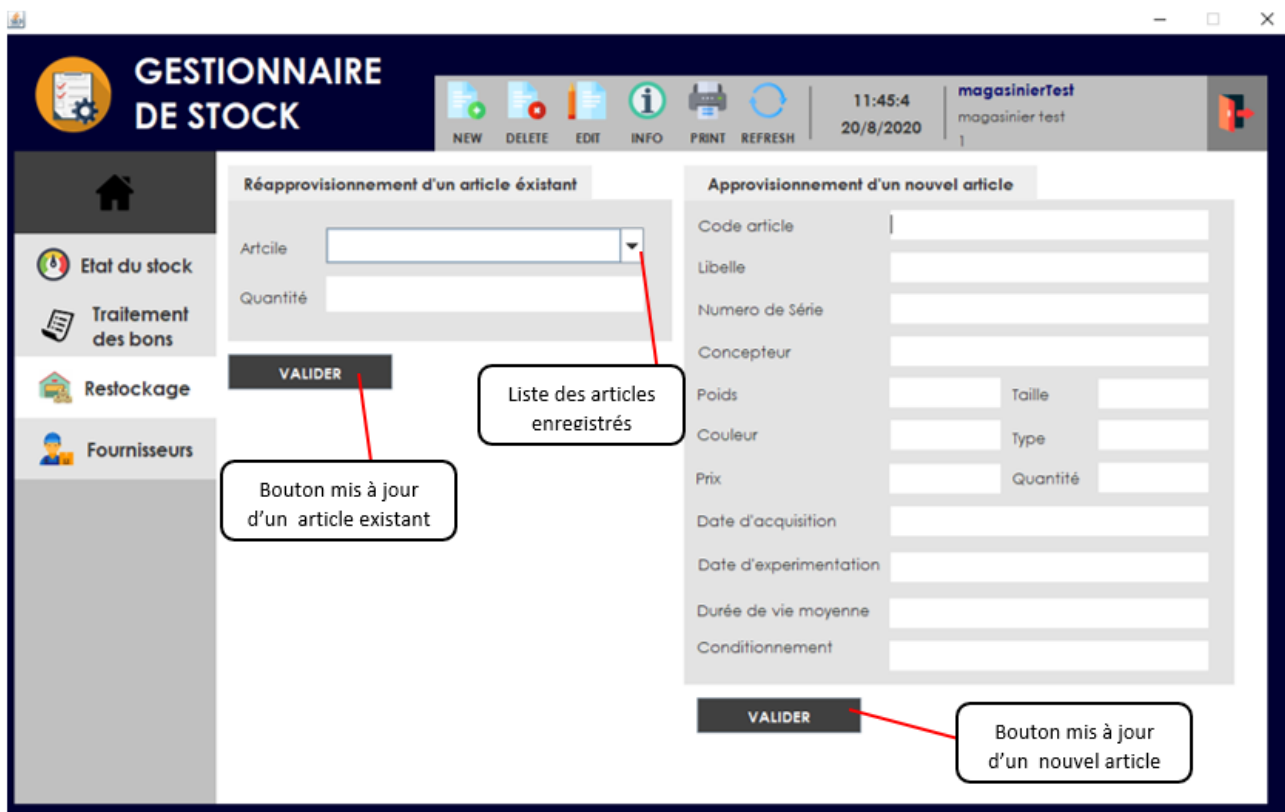 GESTIONNAIRE
DE STOCK
NEW
DELETE
EDIT
INFO
PRINT
REFRESH
11:45:4
20/8/2020
magasinierTest
magasinier test
1
Etat du stock
Traitement
des bons
Restockage
Fournisseurs
Réapprovisionnement d'un article éxistant
Artcile
Quantité
VALIDER
Liste des articles
enregistrés
Bouton mis à jour
d'un article existant
Approvisionnement d'un nouvel article
Code article
Libelle
Numero de Série
Concepteur
Poids
Taille
Couleur
Type
Prix
Quantité
Date d'acquisition
Date d'experimentation
Durée de vie moyenne
Conditionnement
VALIDER
Bouton mis à jour
d'un nouvel article